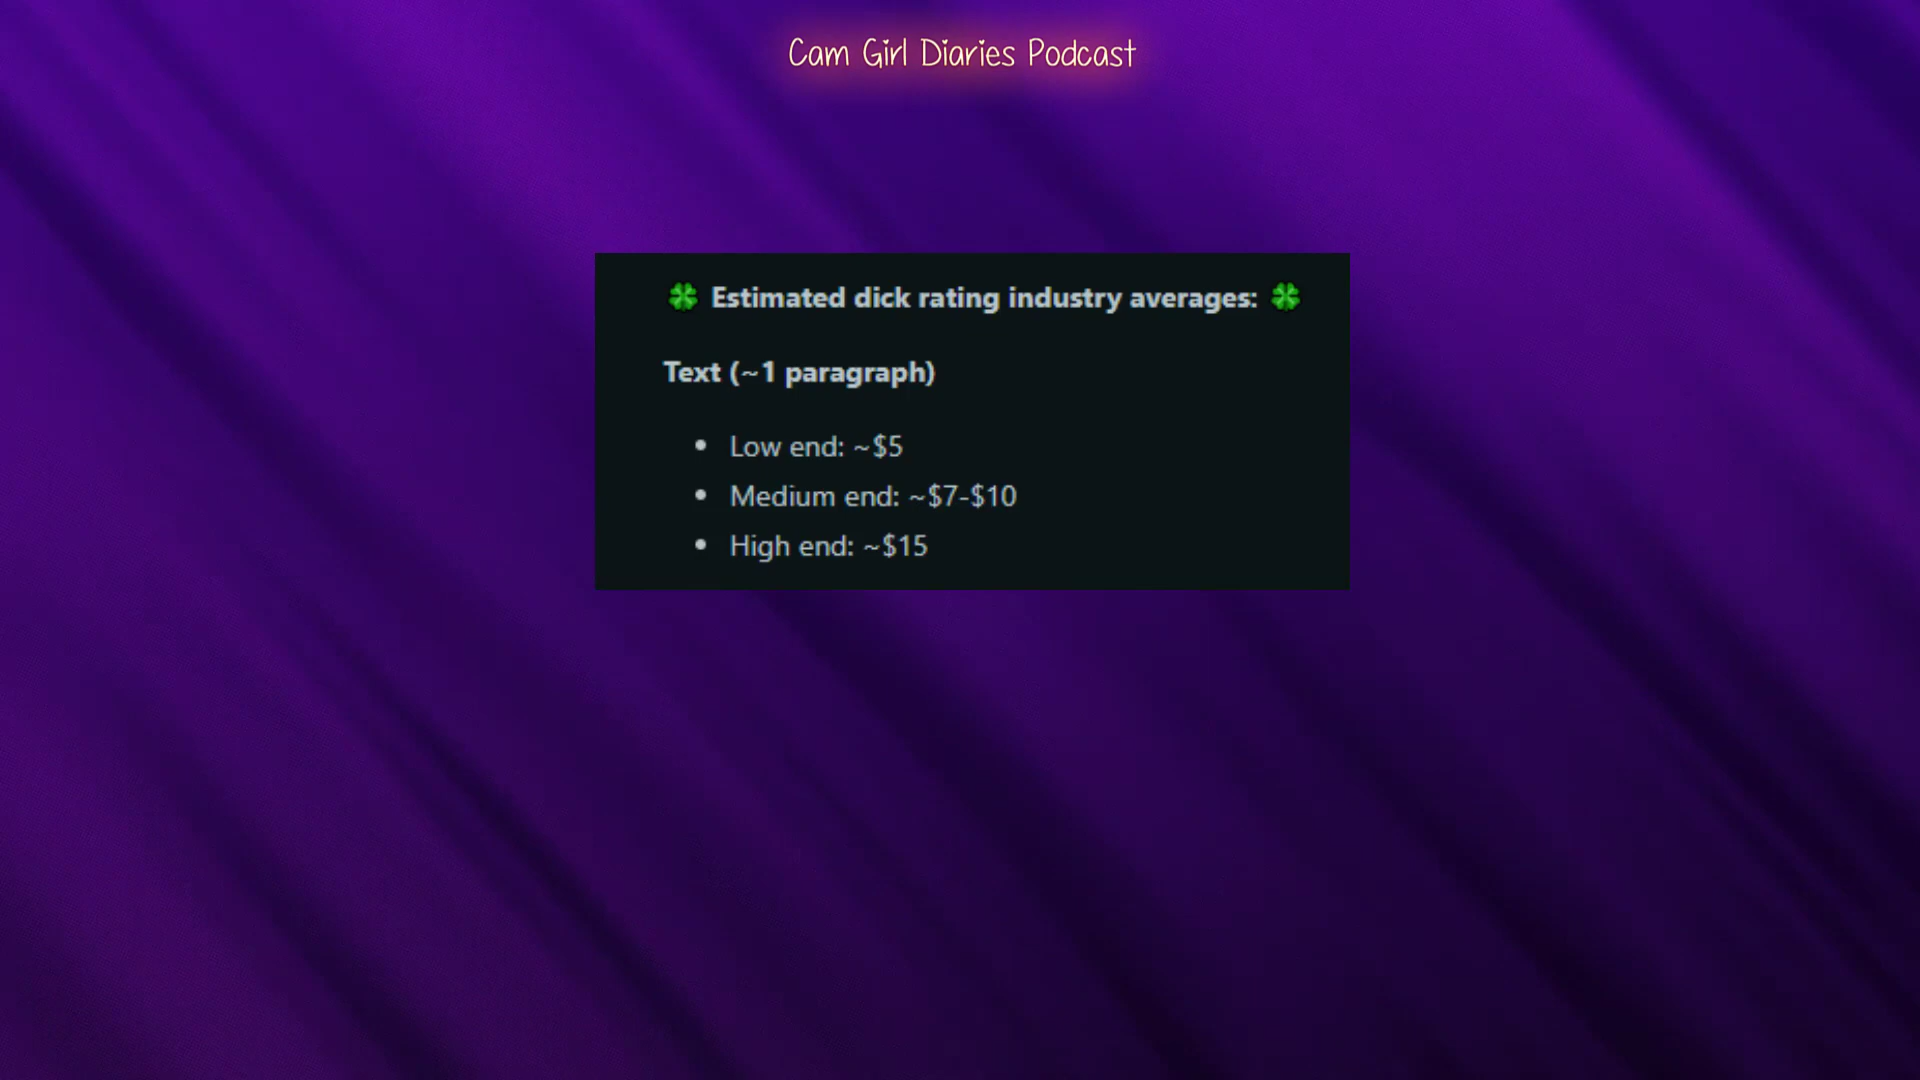 Cam Girl Diaries Podcast
🍀 Estimated dick rating industry averages: 🍀
Text (~1 paragraph)
• Low end: ~$5
• Medium end: ~$7-$10
• High end: ~$15